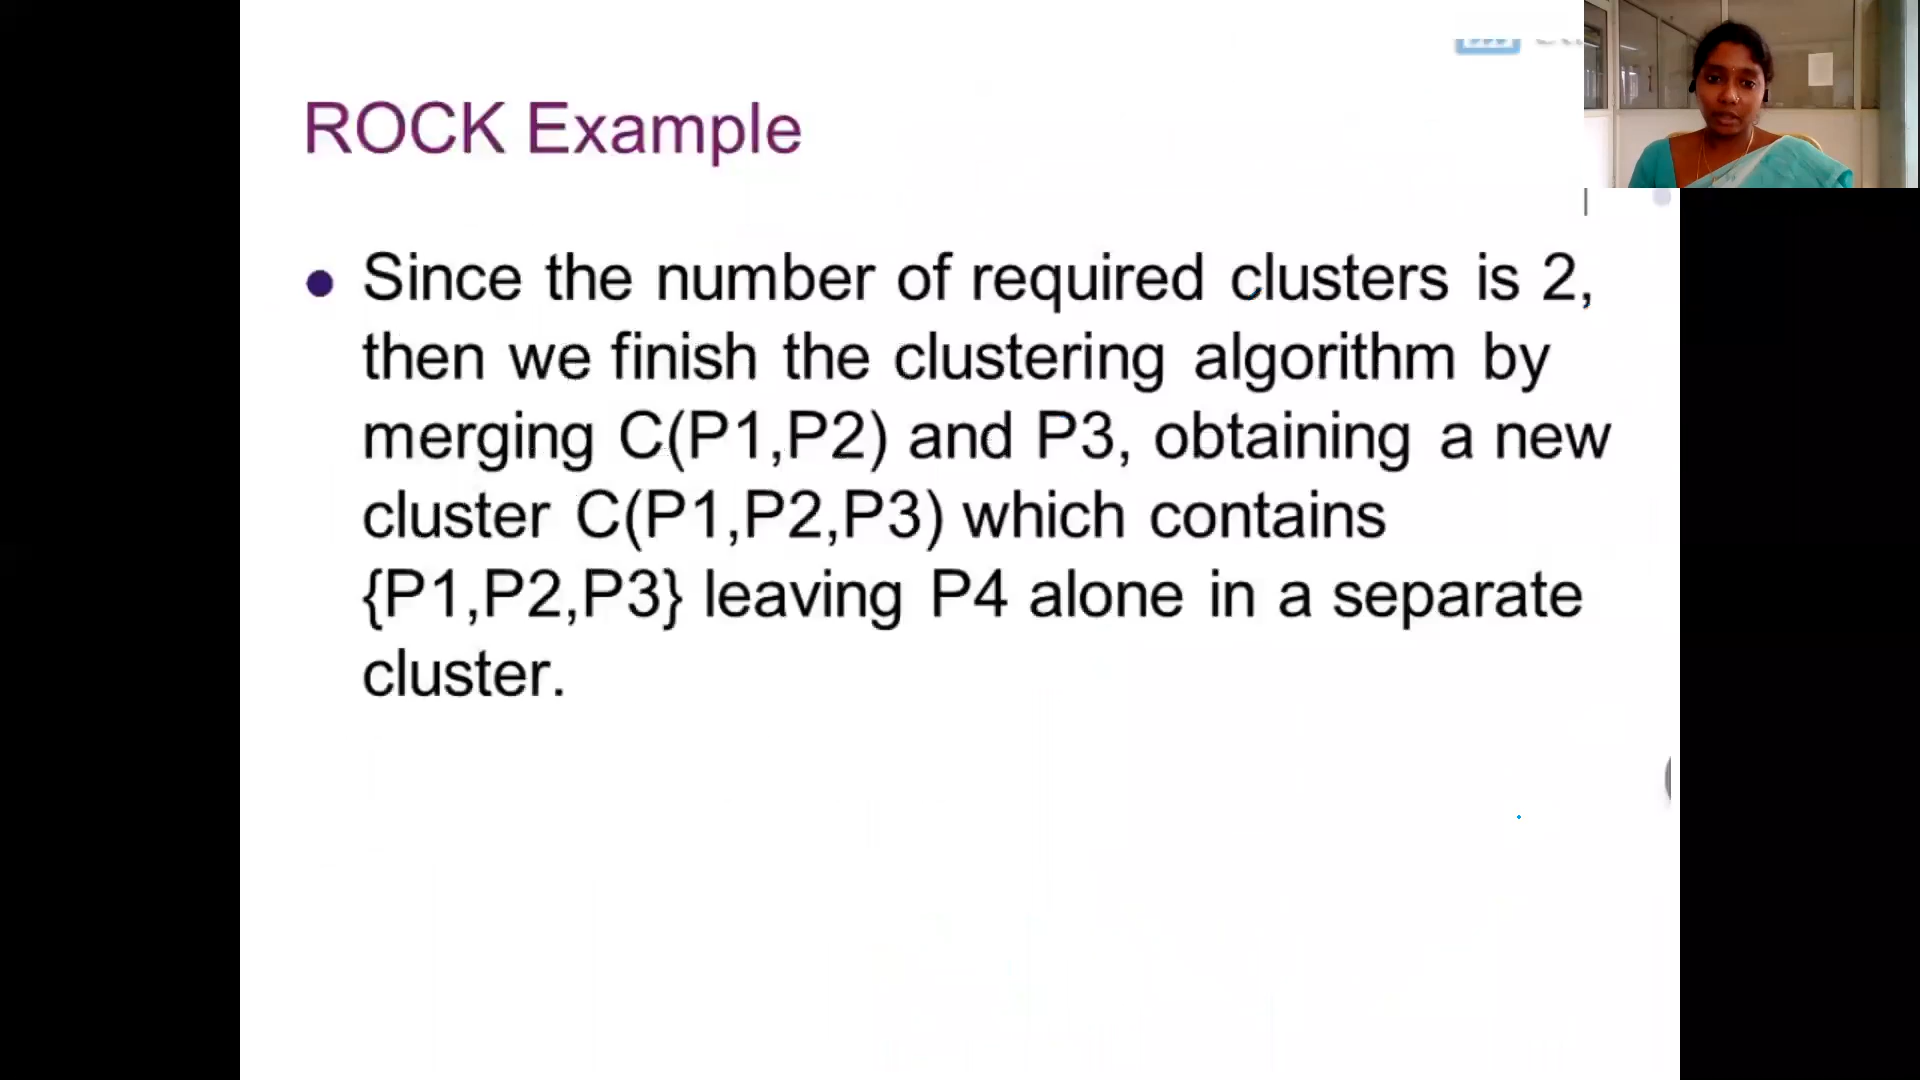 ROCK Example
Since the number of required clusters is 2,
then we finish the clustering algorithm by
merging C(P1,P2) and P3, obtaining a new
cluster C(P1,P2,P3) which contains
{P1,P2,P3} leaving P4 alone in a separate
cluster.